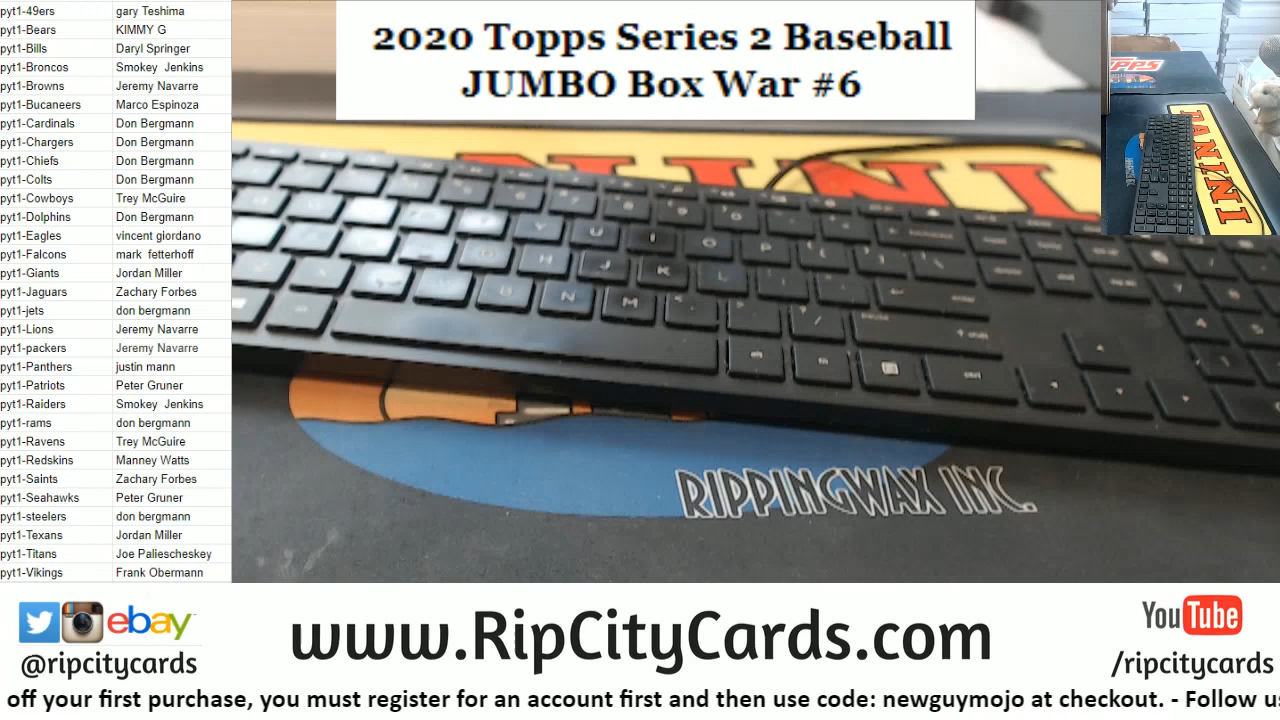 pyt1-49ers gary Teshima
pyt1-Bears KIMMY G
pyt1-Bills Daryl Springer
pyt1-Broncos Smokey Jenkins
pyt1-Browns Jeremy Navarre
pyt1-Bucaneers Marco Espinoza
pyt1-Cardinals Don Bergmann
pyt1-Chargers Don Bergmann
pyt1-Chiefs Don Bergmann
pyt1-Colts Don Bergmann
pyt1-Cowboys Trey McGuire
pyt1-Dolphins Don Bergmann
pyt1-Eagles vincent giordano
pyt1-Falcons mark fetterhoff
pyt1-Giants Jordan Miller
pyt1-Jaguars Zachary Forbes
pyt1-jets don bergmann
pyt1-Lions Jeremy Navarre
pyt1-packers Jeremy Navarre
pyt1-Panthers justin mann
pyt1-Patriots Peter Gruner
pyt1-Raiders Smokey Jenkins
pyt1-rams don bergmann
pyt1-Ravens Trey McGuire
pyt1-Redskins Manney Watts
pyt1-Saints Zachary Forbes
pyt1-Seahawks Peter Gruner
pyt1-steelers don bergmann
pyt1-Texans Jordan Miller
pyt1-Titans Joe Paliescheskey
pyt1-Vikings Frank Obermann
2020 Topps Series 2 Baseball
JUMBO Box War #6
PANINI
Y U I O P
H J K L
B N M
RIPPINGWAX INC.
ebay
@ripcitycards
www.RipCityCards.com
YouTube
/ripcitycards
off your first purchase, you must register for an account first and then use code: newguymojo at checkout. - Follow us